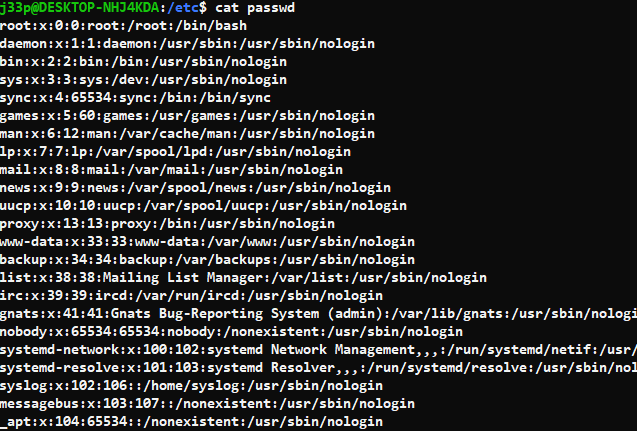 j33p@DESKTOP-NHJ4KDA:/etc$ cat passwd
root:x:0:0:root:/root:/bin/bash
daemon:x:1:1:daemon:/usr/sbin:/usr/sbin/nologin
bin:x:2:2:bin:/bin:/usr/sbin/nologin
sys:x:3:3:sys:/dev:/usr/sbin/nologin
sync:x:4:65534:sync:/bin:/bin/sync
games:x:5:60:games:/usr/games:/usr/sbin/nologin
man:x:6:12:man:/var/cache/man:/usr/sbin/nologin
lp:x:7:7:lp:/var/spool/lpd:/usr/sbin/nologin
mail:x:8:8:mail:/var/mail:/usr/sbin/nologin
news:x:9:9:news:/var/spool/news:/usr/sbin/nologin
uucp:x:10:10:uucp:/var/spool/uucp:/usr/sbin/nologin
proxy:x:13:13:proxy:/bin:/usr/sbin/nologin
www-data:x:33:33:www-data:/var/www:/usr/sbin/nologin
backup:x:34:34:backup:/var/backups:/usr/sbin/nologin
list:x:38:38:Mailing List Manager:/var/list:/usr/sbin/nologin
irc:x:39:39:ircd:/var/run/ircd:/usr/sbin/nologin
gnats:x:41:41:Gnats Bug-Reporting System (admin):/var/lib/gnats:/usr/sbin/nologi
nobody:x:65534:65534:nobody:/nonexistent:/usr/sbin/nologin
systemd-network:x:100:102:systemd Network Management,,,:/run/systemd/netif:/usr/
systemd-resolve:x:101:103:systemd Resolver,,,:/run/systemd/resolve:/usr/sbin/nol
syslog:x:102:106::/home/syslog:/usr/sbin/nologin
messagebus:x:103:107::/nonexistent:/usr/sbin/nologin
_apt:x:104:65534::/nonexistent:/usr/sbin/nologin